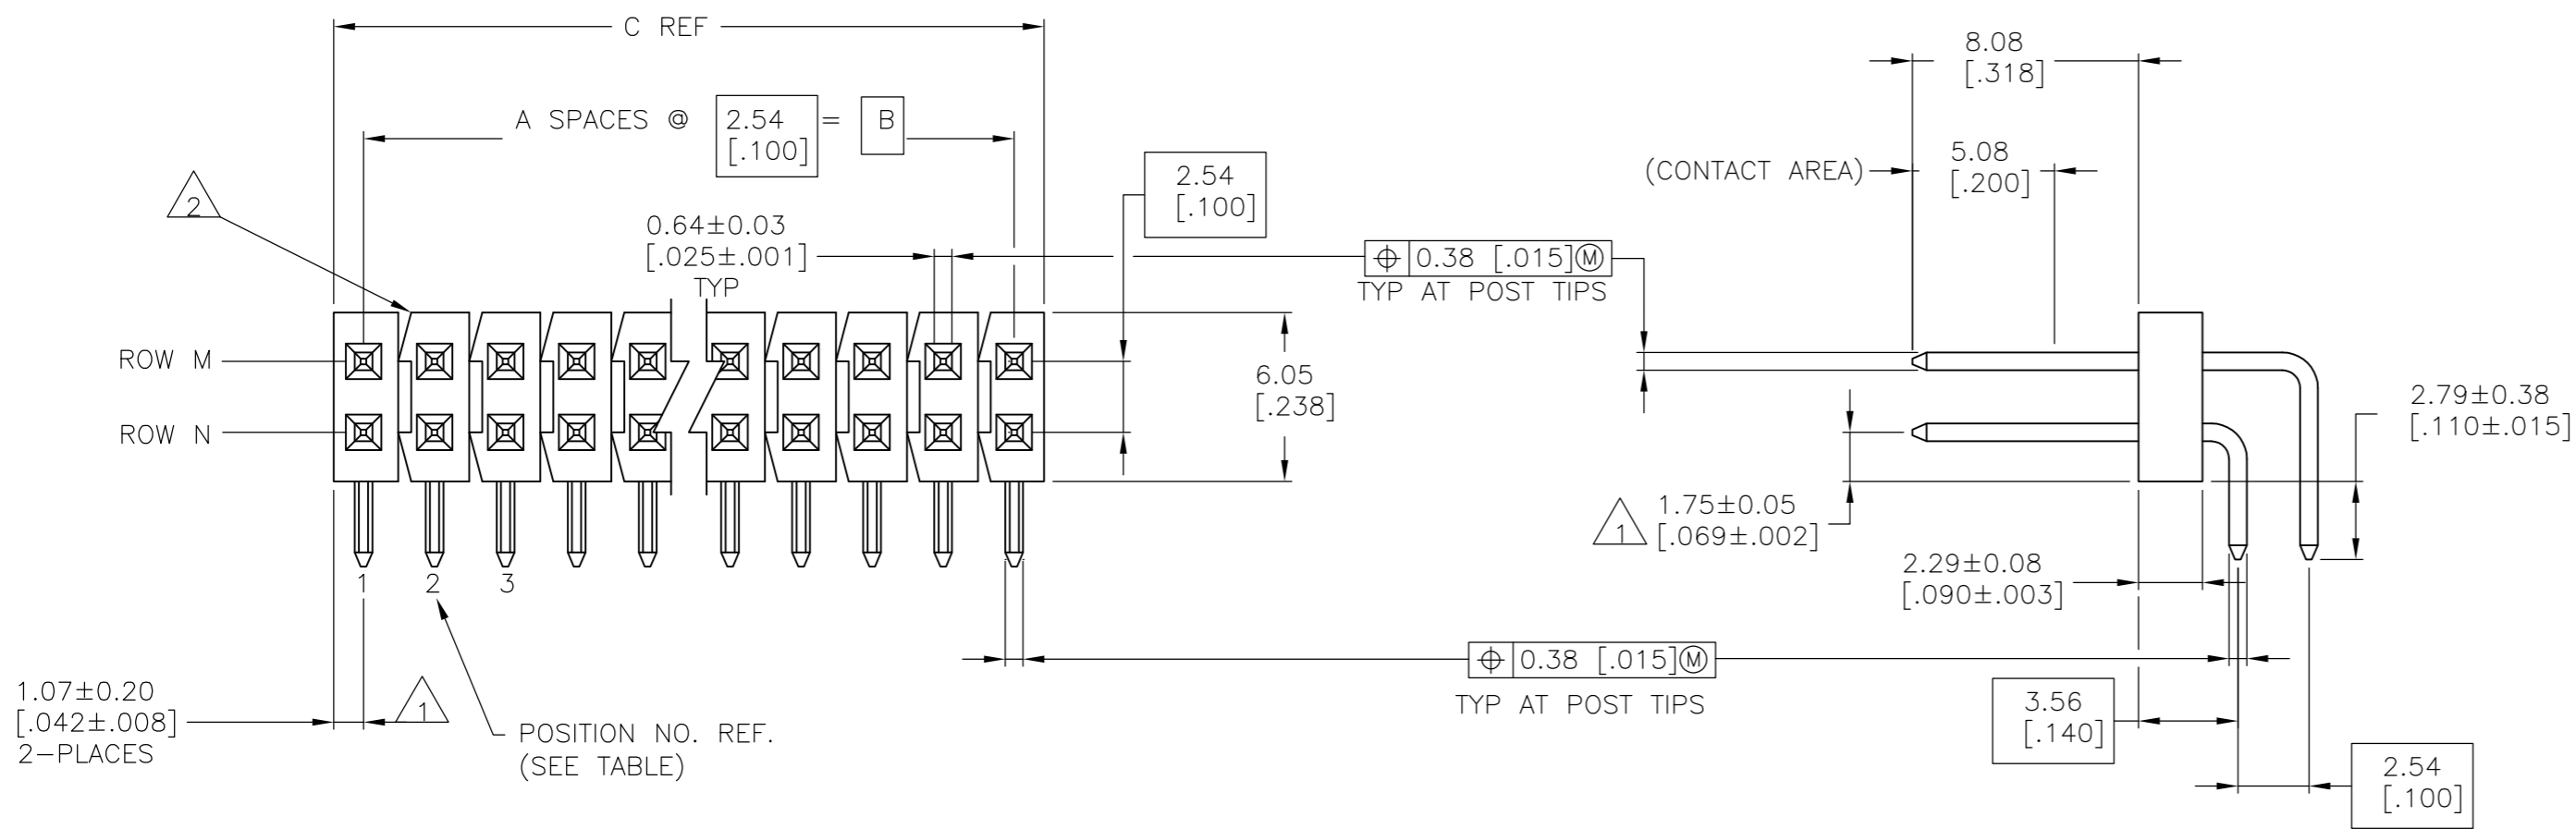 C REF
8.08
[.318]
A SPACES @ 2.54 = B
[.100]
2.54
[.100]
(CONTACT AREA)
5.08
[.200]
2
0.64±0.03
[.025±.001]
TYP
⌖ 0.38 [.015]Ⓜ
TYP AT POST TIPS
ROW M
ROW N
6.05
[.238]
2.79±0.38
[.110±.015]
1
1.75±0.05
[.069±.002]
2.29±0.08
[.090±.003]
1 2 3
⌖ 0.38 [.015]Ⓜ
TYP AT POST TIPS
1.07±0.20
[.042±.008]
2-PLACES
1
POSITION NO. REF.
(SEE TABLE)
3.56
[.140]
2.54
[.100]